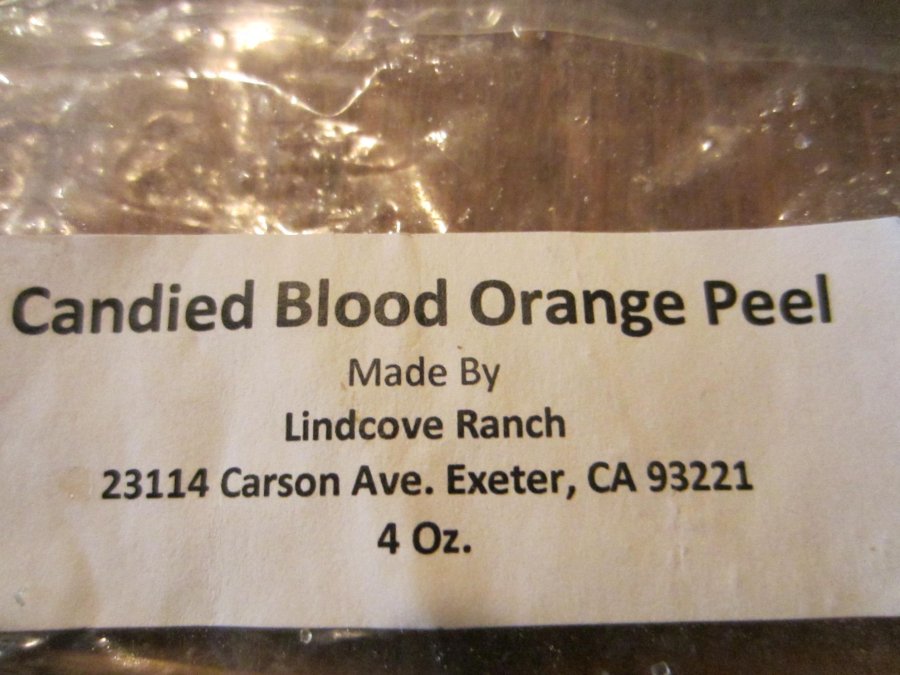 Candied Blood Orange Peel
Made By
Lindcove Ranch
23114 Carson Ave. Exeter, CA 93221
4 Oz.